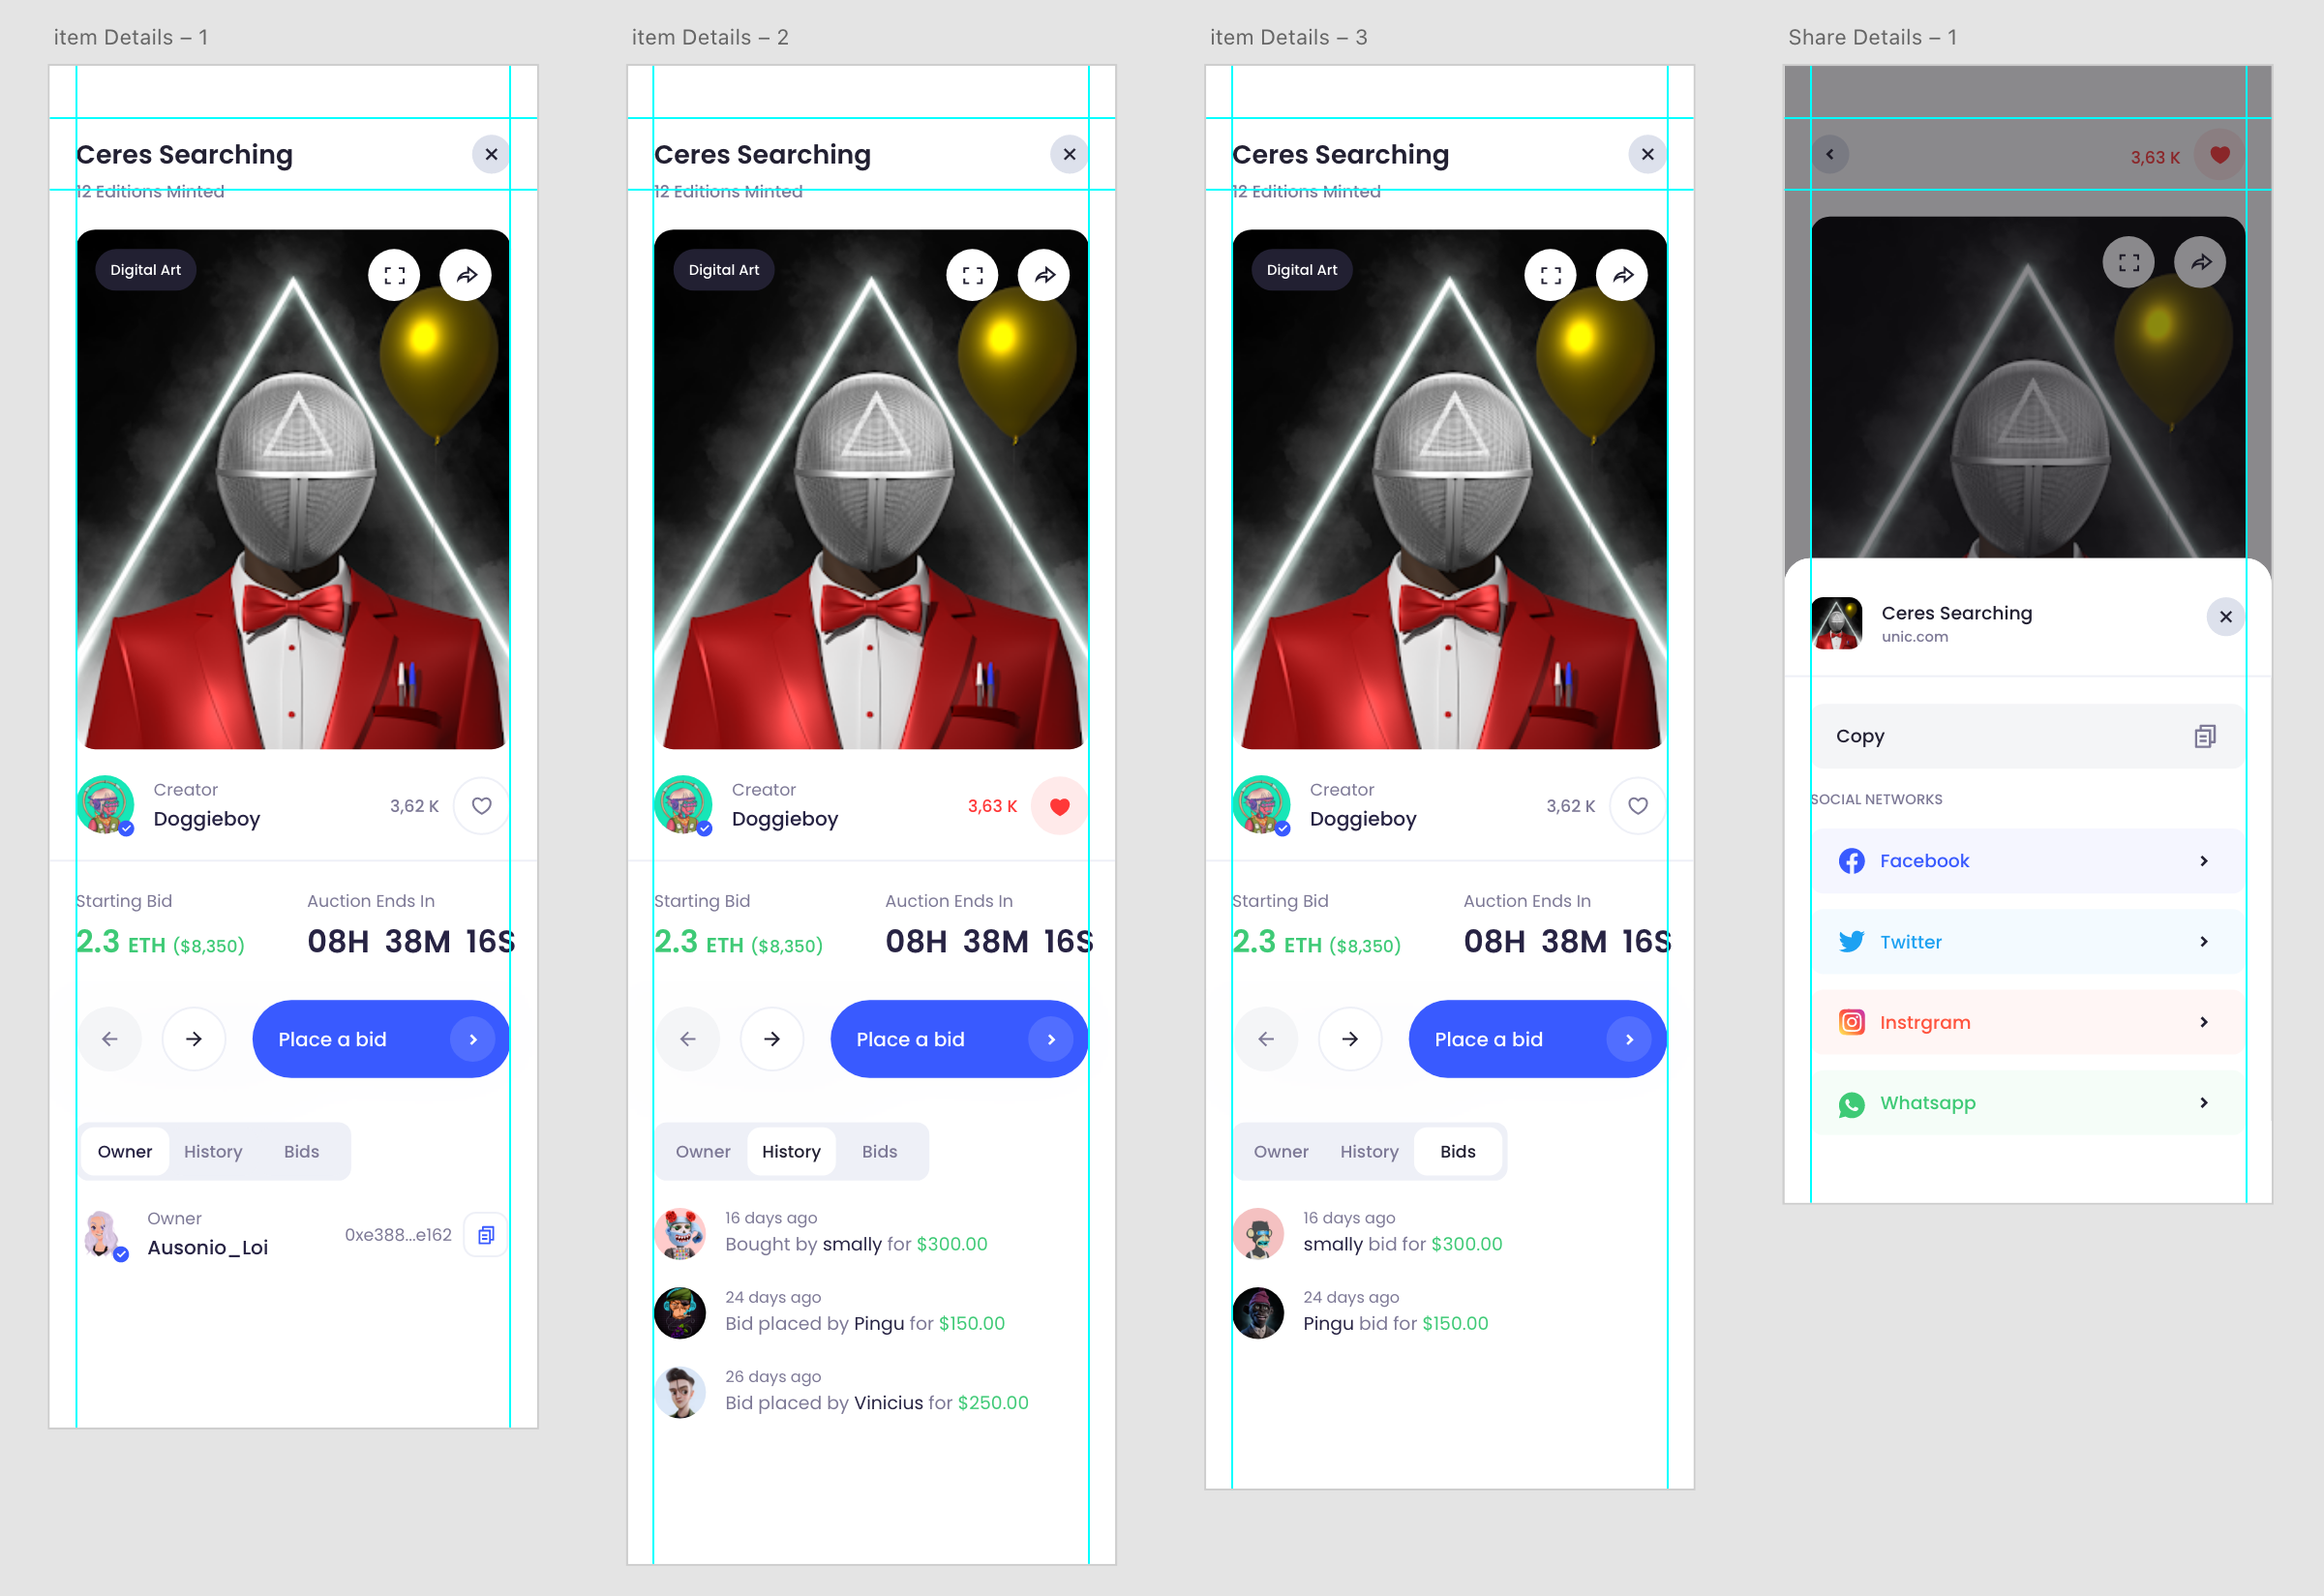 item Details – 1
Ceres Searching
12 Editions Minted
Digital Art
Creator
Doggieboy
3,62 K
Starting Bid
Auction Ends In
2.3 ETH ($8,350)
08H 38M 16S
Place a bid
Owner History Bids
Owner
Ausonio_Loi
0xe388...e162
item Details – 2
Ceres Searching
12 Editions Minted
Digital Art
Creator
Doggieboy
3,63 K
Starting Bid
Auction Ends In
2.3 ETH ($8,350)
08H 38M 16S
Place a bid
Owner History Bids
16 days ago
Bought by smally for $300.00
24 days ago
Bid placed by Pingu for $150.00
26 days ago
Bid placed by Vinicius for $250.00
item Details – 3
Ceres Searching
12 Editions Minted
Digital Art
Creator
Doggieboy
3,62 K
Starting Bid
Auction Ends In
2.3 ETH ($8,350)
08H 38M 16S
Place a bid
Owner History Bids
16 days ago
smally bid for $300.00
24 days ago
Pingu bid for $150.00
Share Details – 1
3,63 K
Ceres Searching
unic.com
Copy
SOCIAL NETWORKS
Facebook
Twitter
Instrgram
Whatsapp